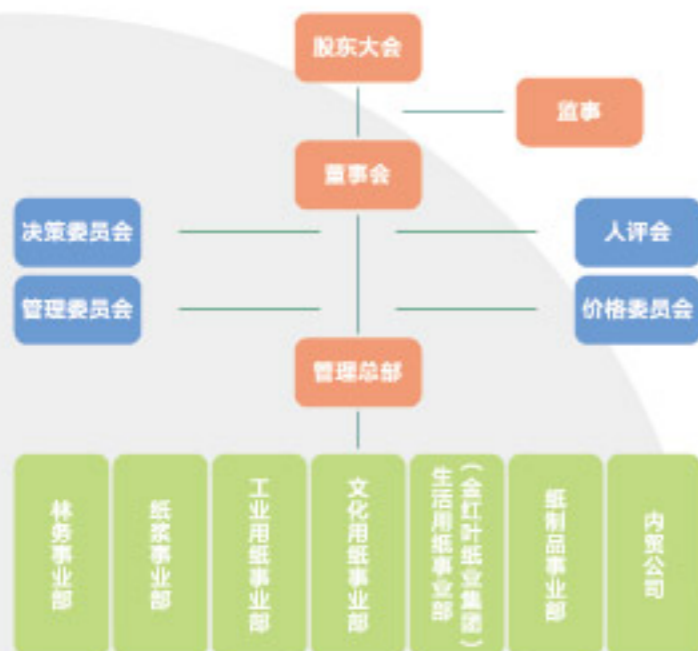 股东大会
监事
董事会
决策委员会
人评会
管理委员会
价格委员会
管理总部
林务事业部
纸浆事业部
工业用纸事业部
文化用纸事业部
生活用纸事业部
(金红叶纸业集团)
纸制品事业部
内贸公司